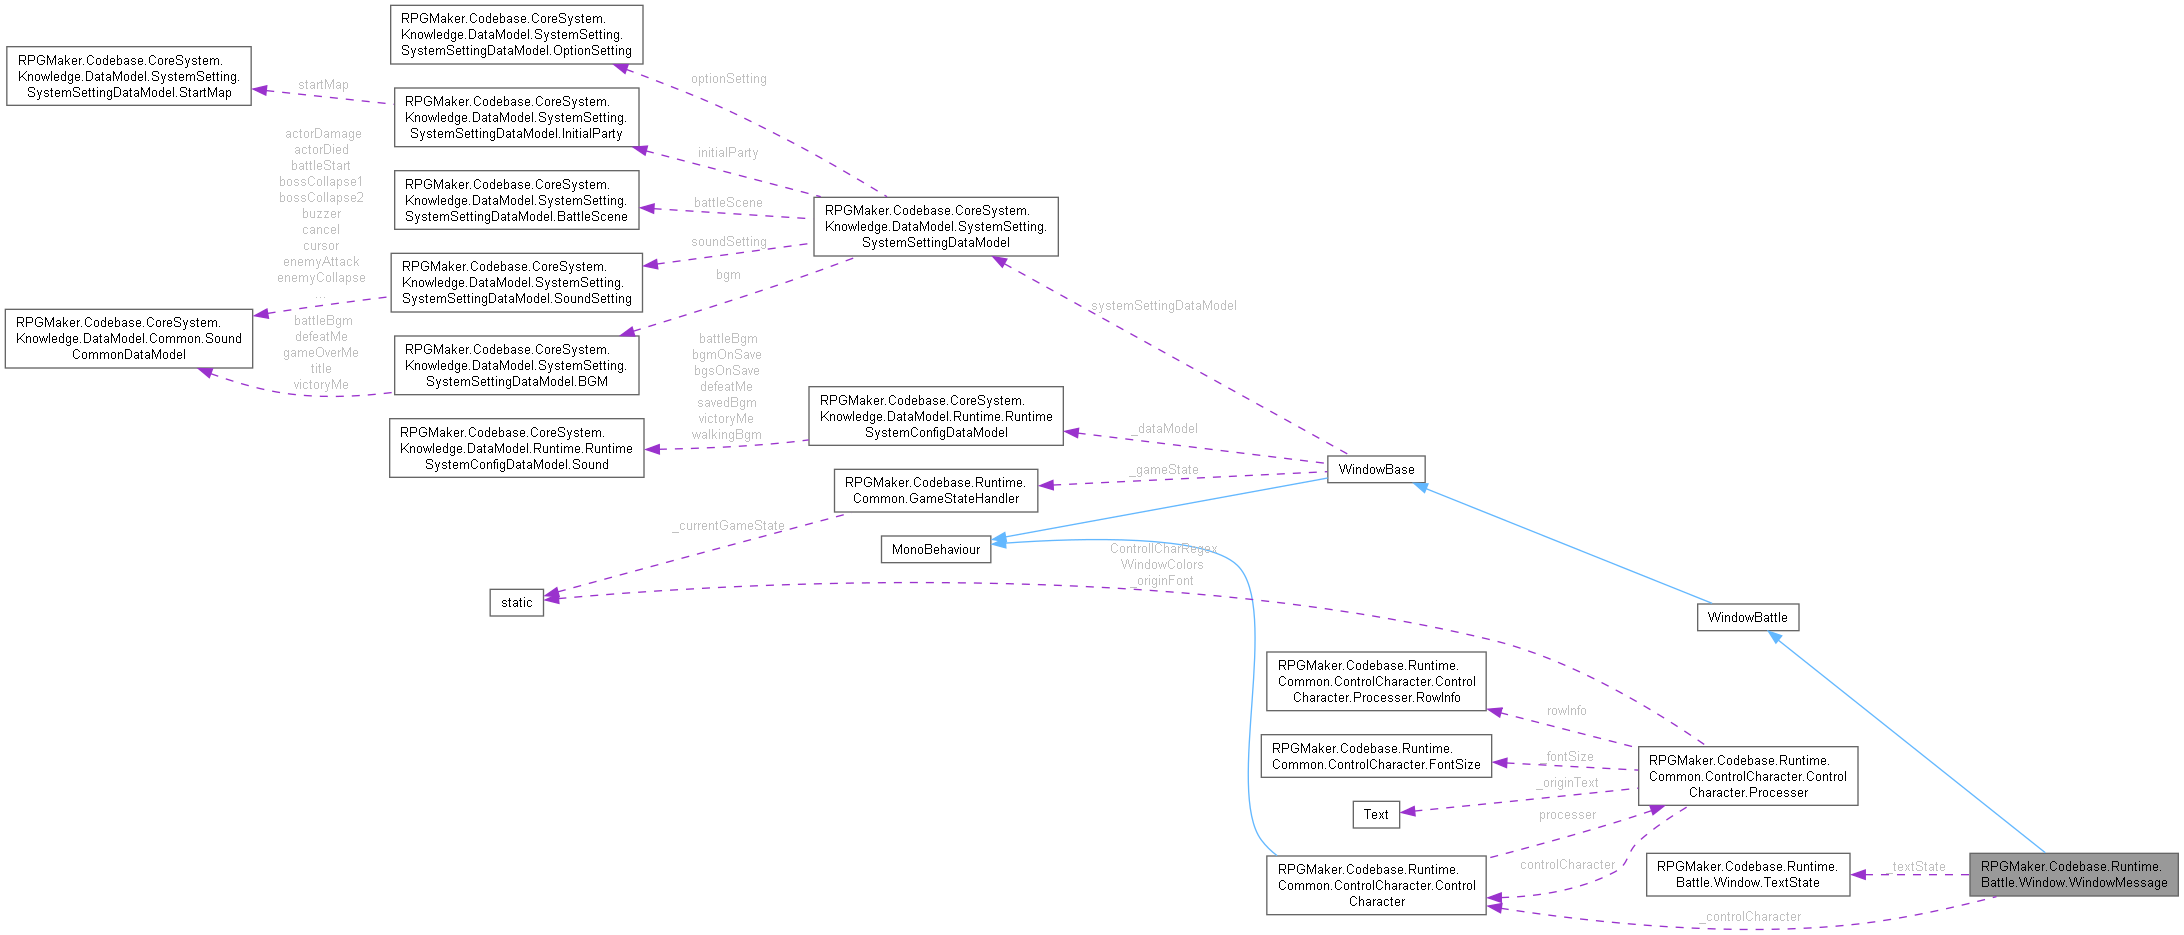 RPGMaker.Codebase.CoreSystem.
Knowledge.DataModel.SystemSetting.
SystemSettingDataModel.OptionSetting
RPGMaker.Codebase.CoreSystem.
Knowledge.DataModel.SystemSetting.
SystemSettingDataModel.StartMap
startMap
optionSetting
RPGMaker.Codebase.CoreSystem.
Knowledge.DataModel.SystemSetting.
SystemSettingDataModel.InitialParty
actorDamage
actorDied
battleStart
bossCollapse1
bossCollapse2
buzzer
cancel
cursor
enemyAttack
enemyCollapse
...
initialParty
RPGMaker.Codebase.CoreSystem.
Knowledge.DataModel.SystemSetting.
SystemSettingDataModel.BattleScene
battleScene
RPGMaker.Codebase.CoreSystem.
Knowledge.DataModel.SystemSetting.
SystemSettingDataModel
soundSetting
RPGMaker.Codebase.CoreSystem.
Knowledge.DataModel.SystemSetting.
SystemSettingDataModel.SoundSetting
bgm
systemSettingDataModel
RPGMaker.Codebase.CoreSystem.
Knowledge.DataModel.Common.Sound
CommonDataModel
battleBgm
defeatMe
gameOverMe
title
victoryMe
RPGMaker.Codebase.CoreSystem.
Knowledge.DataModel.SystemSetting.
SystemSettingDataModel.BGM
battleBgm
bgmOnSave
bgsOnSave
defeatMe
savedBgm
victoryMe
walkingBgm
RPGMaker.Codebase.CoreSystem.
Knowledge.DataModel.Runtime.Runtime
SystemConfigDataModel
RPGMaker.Codebase.CoreSystem.
Knowledge.DataModel.Runtime.Runtime
SystemConfigDataModel.Sound
_dataModel
WindowBase
_gameState
RPGMaker.Codebase.Runtime.
Common.GameStateHandler
_currentGameState
MonoBehaviour
ControllCharRegex
WindowColors
_originFont
static
WindowBattle
RPGMaker.Codebase.Runtime.
Common.ControlCharacter.Control
Character.Processer.RowInfo
rowInfo
RPGMaker.Codebase.Runtime.
Common.ControlCharacter.FontSize
_fontSize
RPGMaker.Codebase.Runtime.
Common.ControlCharacter.Control
Character.Processer
_originText
Text
processer
controlCharacter
RPGMaker.Codebase.Runtime.
Common.ControlCharacter.Control
Character
RPGMaker.Codebase.Runtime.
Battle.Window.TextState
_textState
RPGMaker.Codebase.Runtime.
Battle.Window.WindowMessage
_controlCharacter